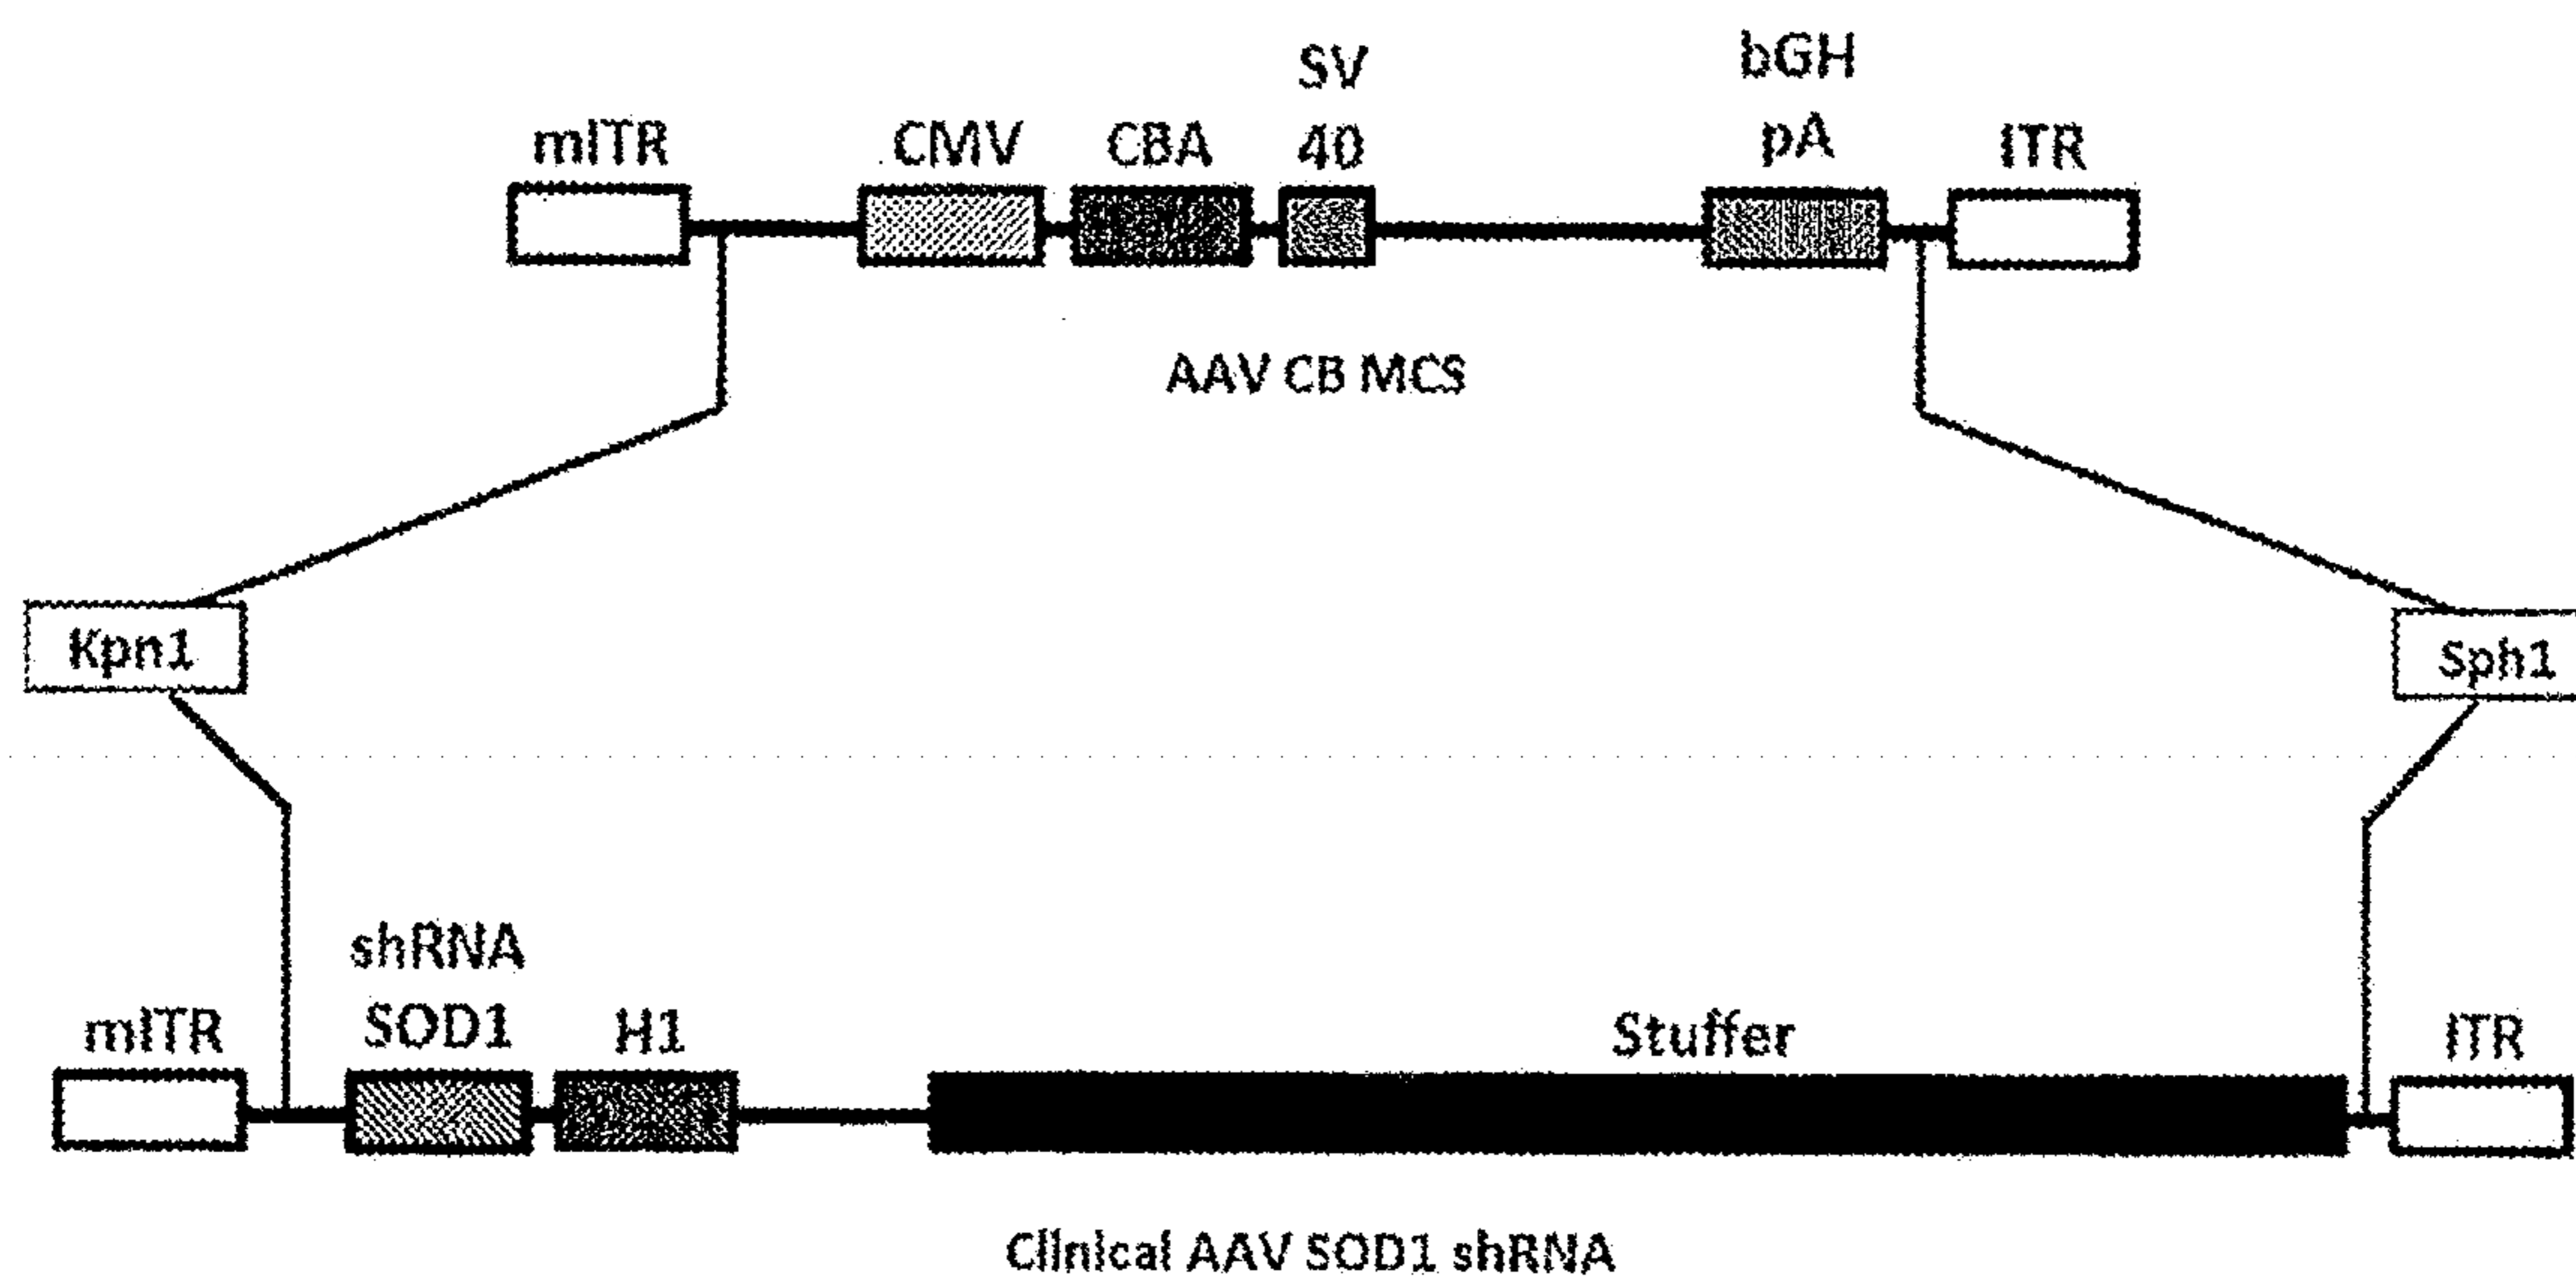 SV
bGH
mITR
CMV
CBA
40
pA
ITR
AAV CB MCS
Kpn1
Sph1
shRNA
mITR
SOD1
H1
Stuffer
ITR
Clinical AAV SOD1 shRNA